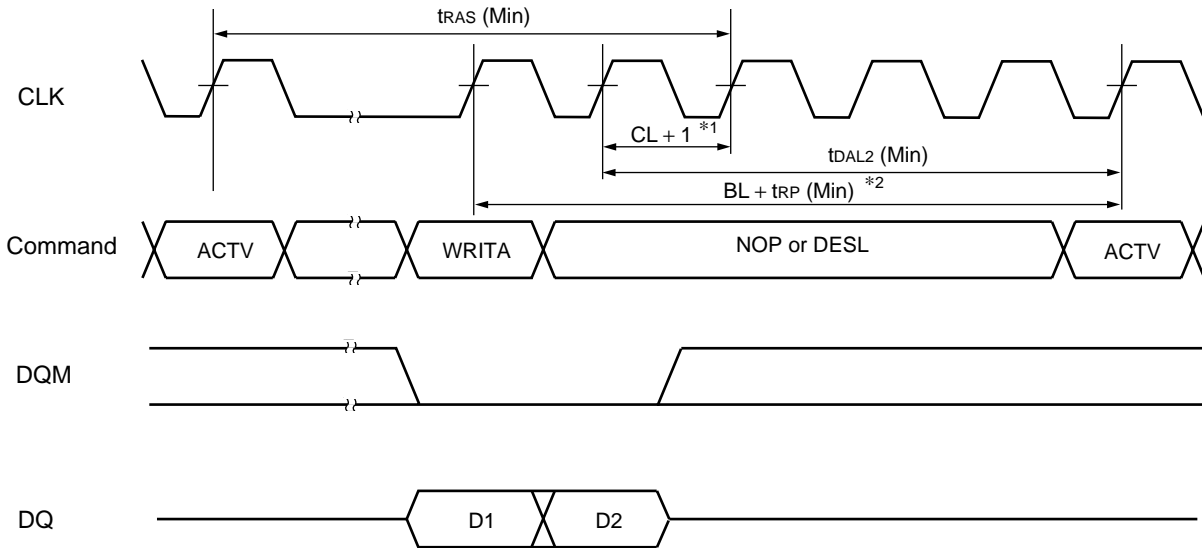 tRAS (Min)
CLK
CL + 1 *1
tDAL2 (Min)
BL + tRP (Min) *2
Command
ACTV
WRITA
NOP or DESL
ACTV
DQM
DQ
D1
D2